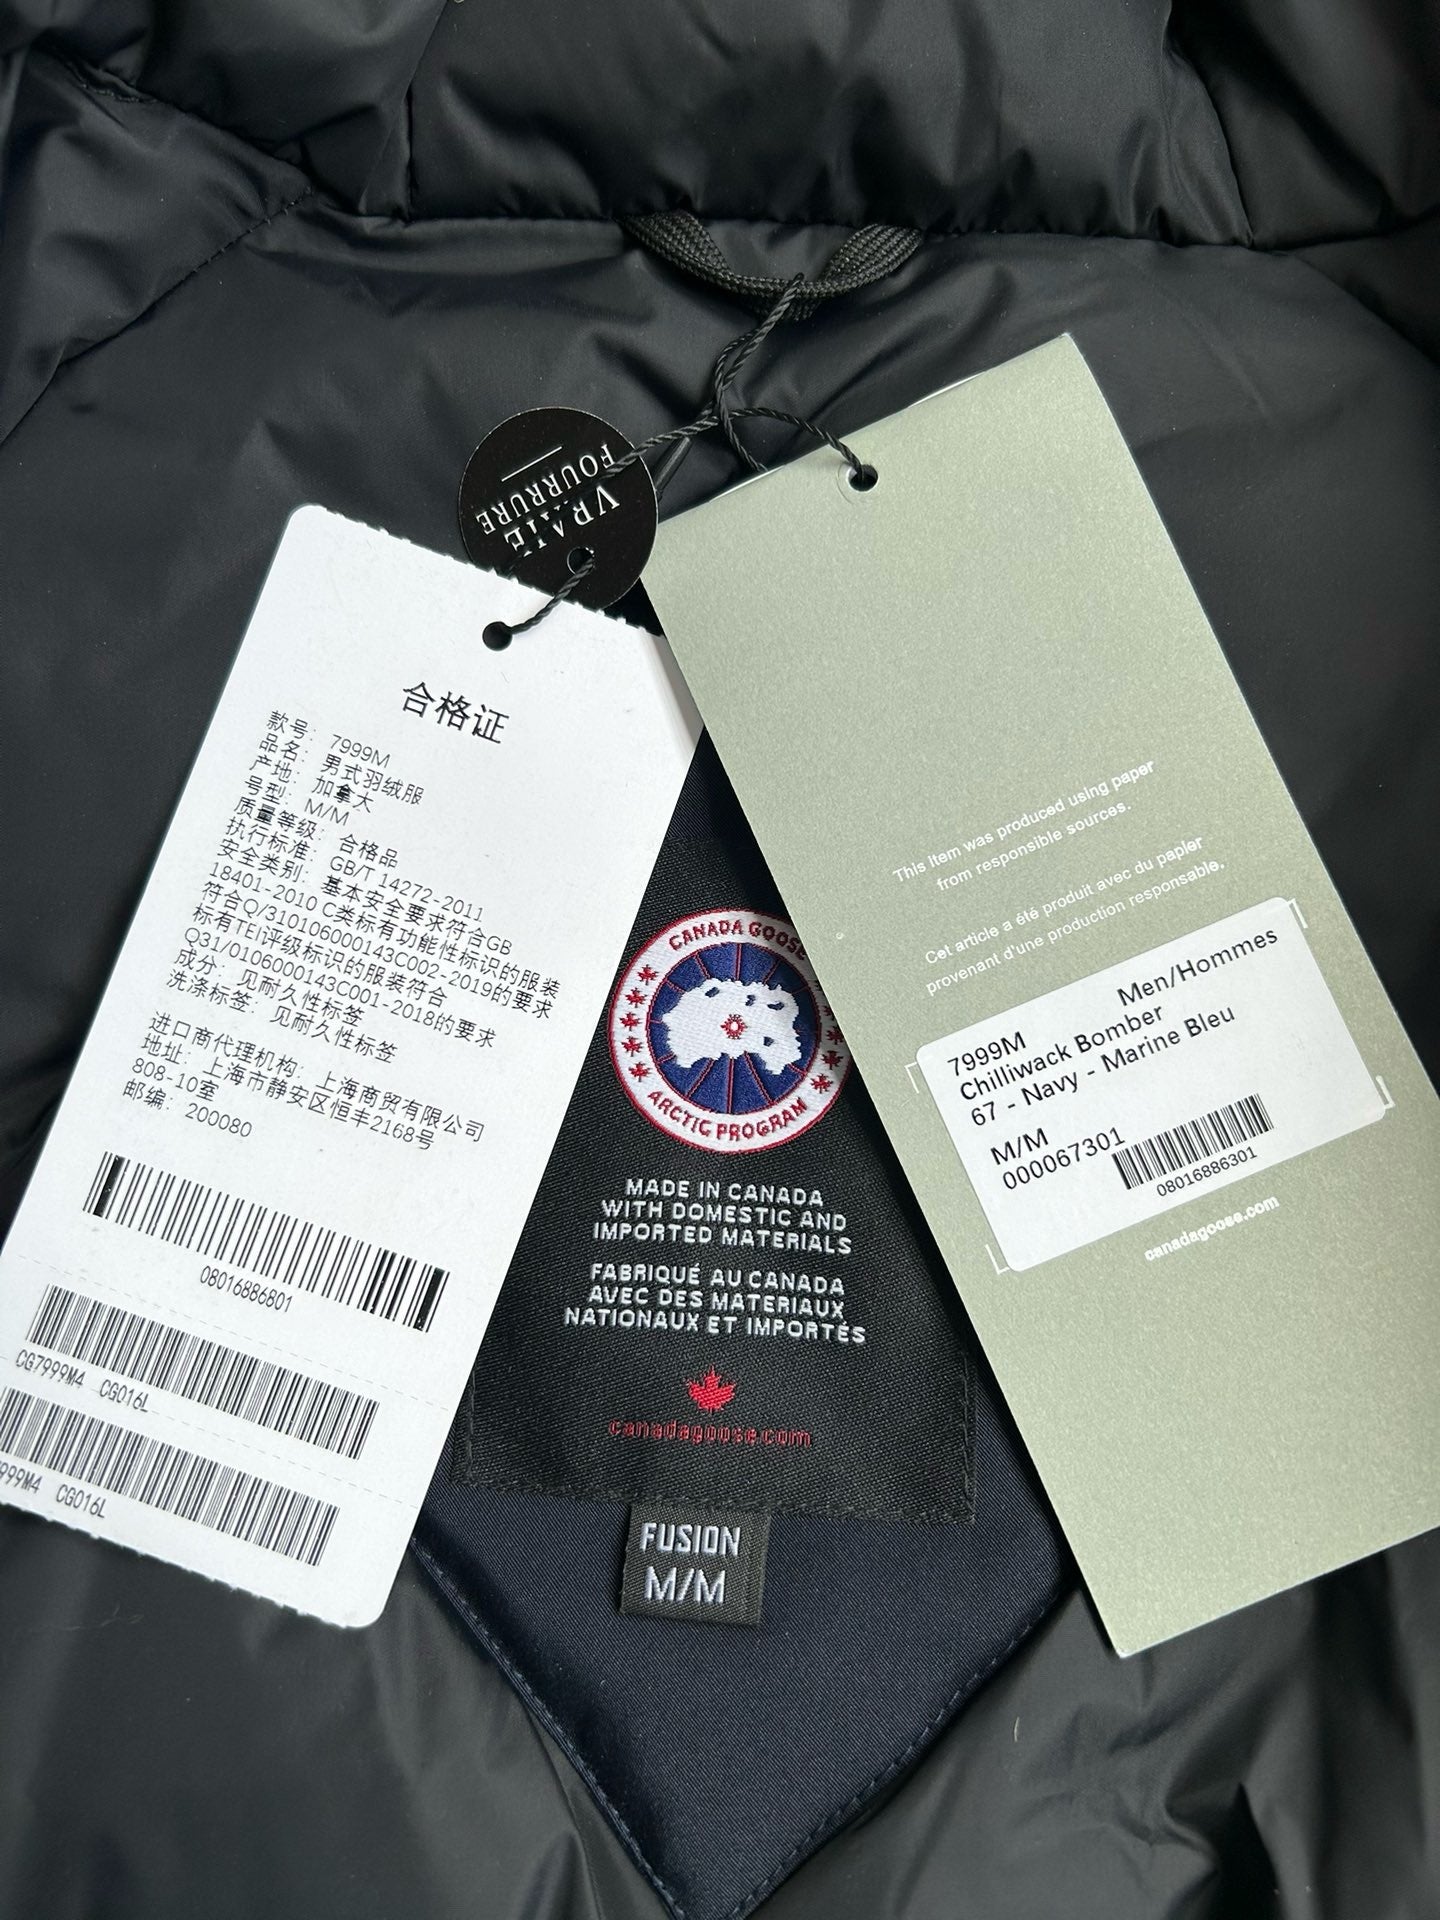 VRAIE
FOURRURE
合格证
款号: 7999M
品名: 男式羽绒服
产地: 加拿大
号型: M/M
质量等级: 合格品
执行标准: GB/T 14272-2011
安全类别: 基本安全要求符合GB
18401-2010 C类标有功能性标识的服装
符合Q/310106000143C002-2019的要求
标有TEI评级标识的服装符合
Q31/0106000143C001-2018的要求
成分: 见耐久性标签
洗涤标签: 见耐久性标签
进口商代理机构: 上海商贸有限公司
地址: 上海市静安区恒丰2168号
808-10室
邮编: 200080
08016886801
CG7999M4 CG016L
999M4 CG016L
CANADA GOOSE
ARCTIC PROGRAM
MADE IN CANADA
WITH DOMESTIC AND
IMPORTED MATERIALS
FABRIQUÉ AU CANADA
AVEC DES MATERIAUX
NATIONAUX ET IMPORTÉS
canadagoose.com
FUSION
M/M
This item was produced using paper
from responsible sources.
Cet article a été produit avec du papier
provenant d'une production responsable.
Men/Hommes
7999M
Chilliwack Bomber
67 - Navy - Marine Bleu
M/M
000067301
08016886301
canadagoose.com